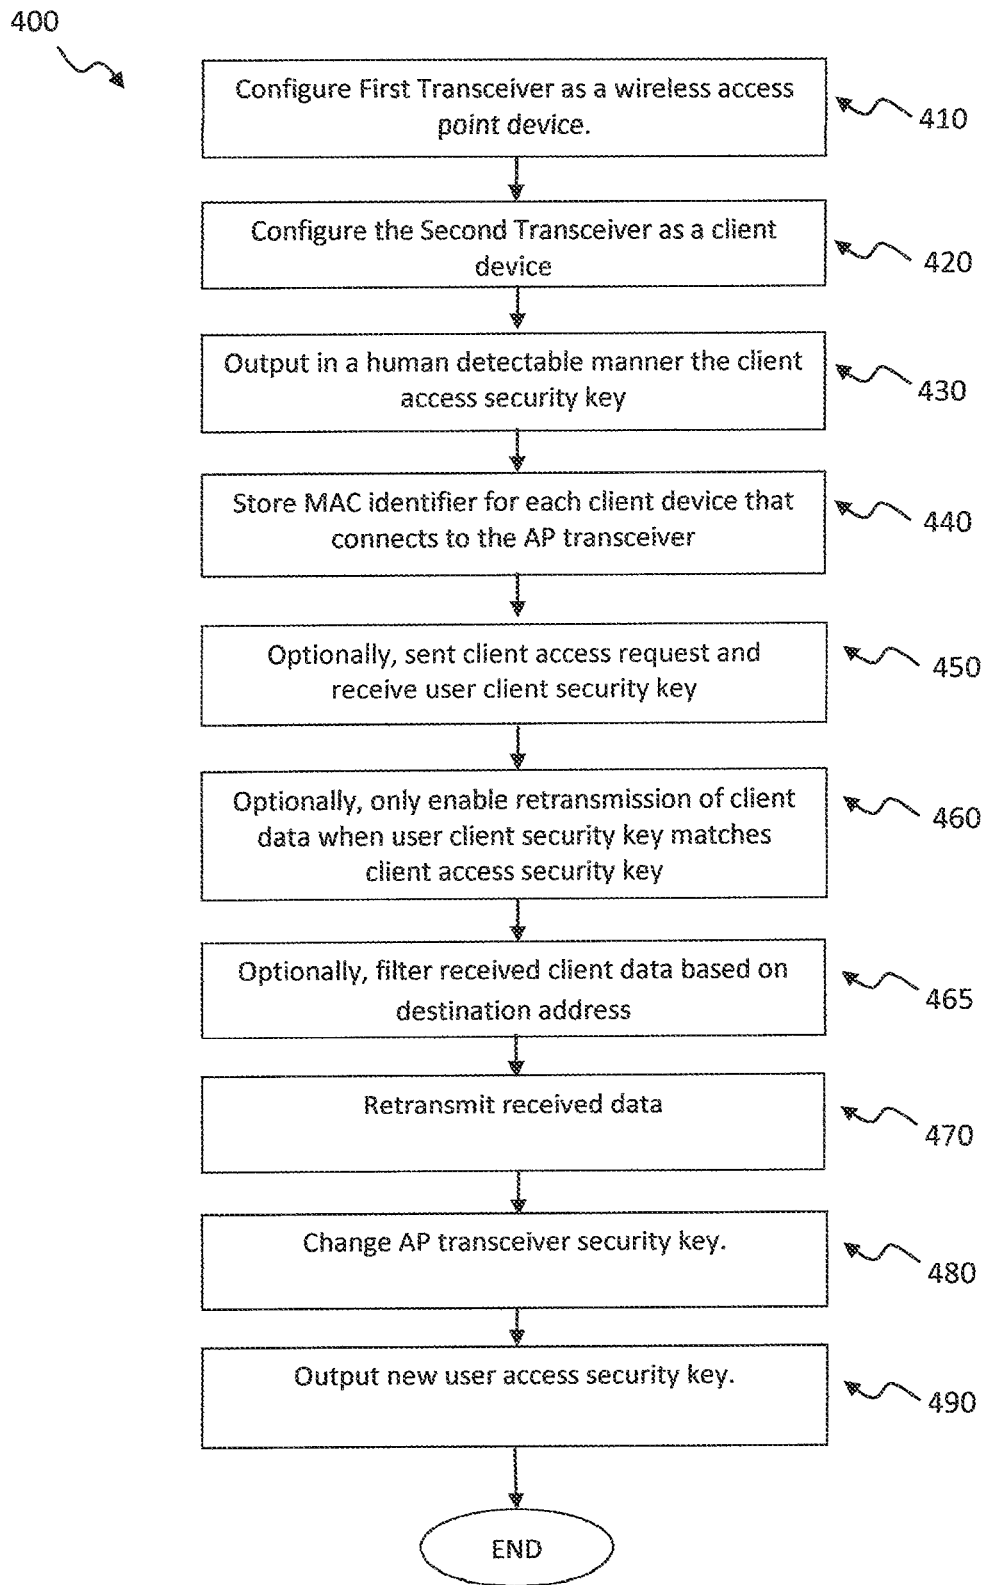 400
Configure First Transceiver as a wireless access
point device.
410
Configure the Second Transceiver as a client
device
420
Output in a human detectable manner the client
access security key
430
Store MAC identifier for each client device that
connects to the AP transceiver
440
Optionally, sent client access request and
receive user client security key
450
Optionally, only enable retransmission of client
data when user client security key matches
client access security key
460
Optionally, filter received client data based on
destination address
465
Retransmit received data
470
Change AP transceiver security key.
480
Output new user access security key.
490
END